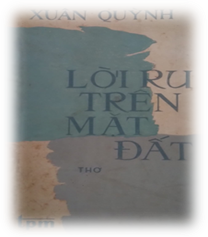 XUÂN QUỲNH
LỜI RU
TRÊN
MẶT
ĐẤT
THƠ